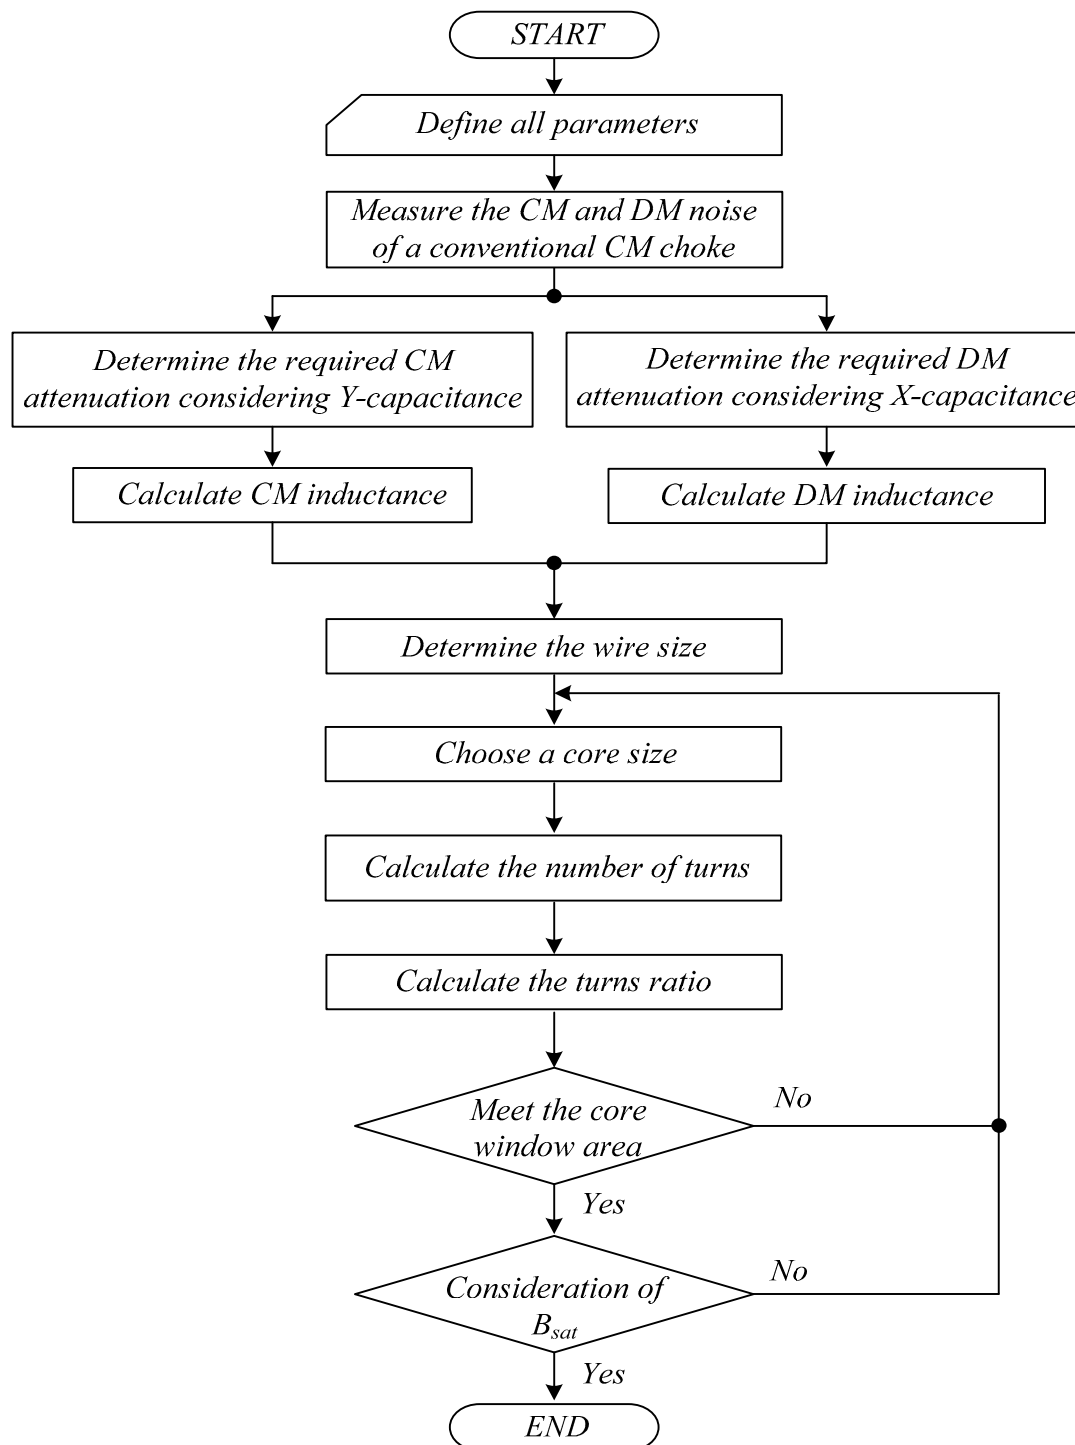 START
Define all parameters
Measure the CM and DM noise
of a conventional CM choke
Determine the required CM
attenuation considering Y-capacitance
Determine the required DM
attenuation considering X-capacitance
Calculate CM inductance
Calculate DM inductance
Determine the wire size
Choose a core size
Calculate the number of turns
Calculate the turns ratio
Meet the core
window area
No
Yes
Consideration of
Bsat
No
Yes
END